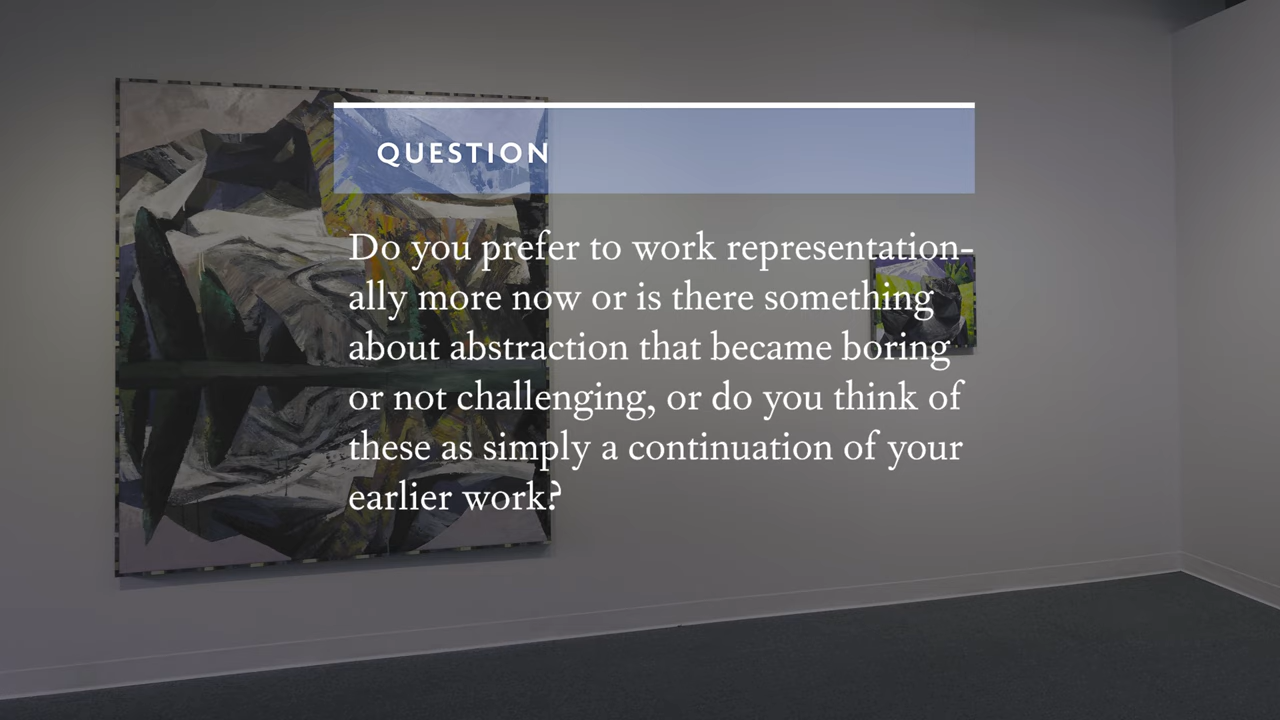 QUESTION
Do you prefer to work representation-
ally more now or is there something
about abstraction that became boring
or not challenging, or do you think of
these as simply a continuation of your
earlier work?